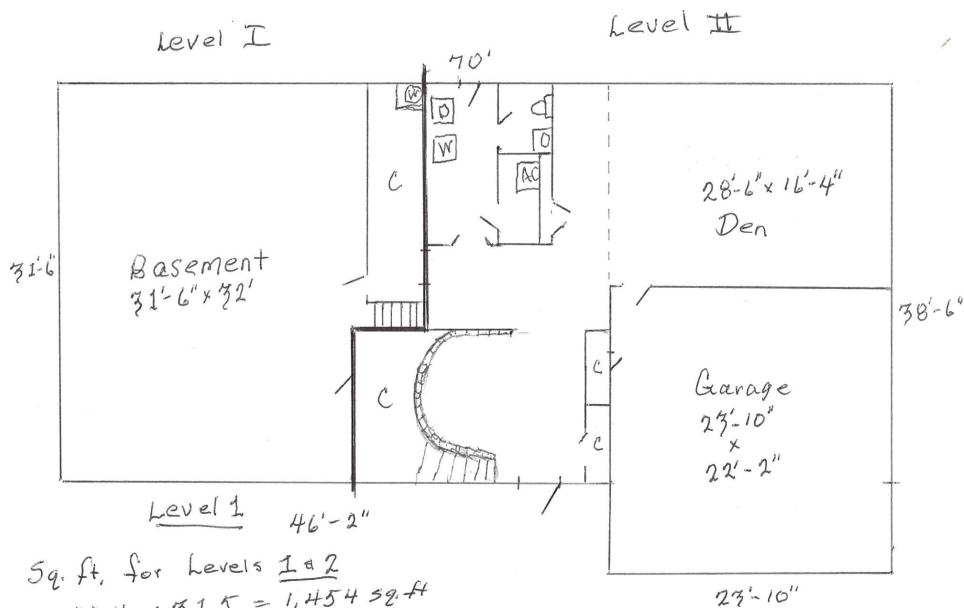 Level I
Level II
70'
W
D
W
O
AC
C
28'-6" x 16'-4"
Den
31'-6"
Basement
31'-6" x 32'
38'-6"
C
C
C
Garage
23'-10"
x
22'-2"
Level 1
46'-2"
Sq. ft. for Levels 1 & 2
31.5 = 1,454 sq.ft
23'-10"